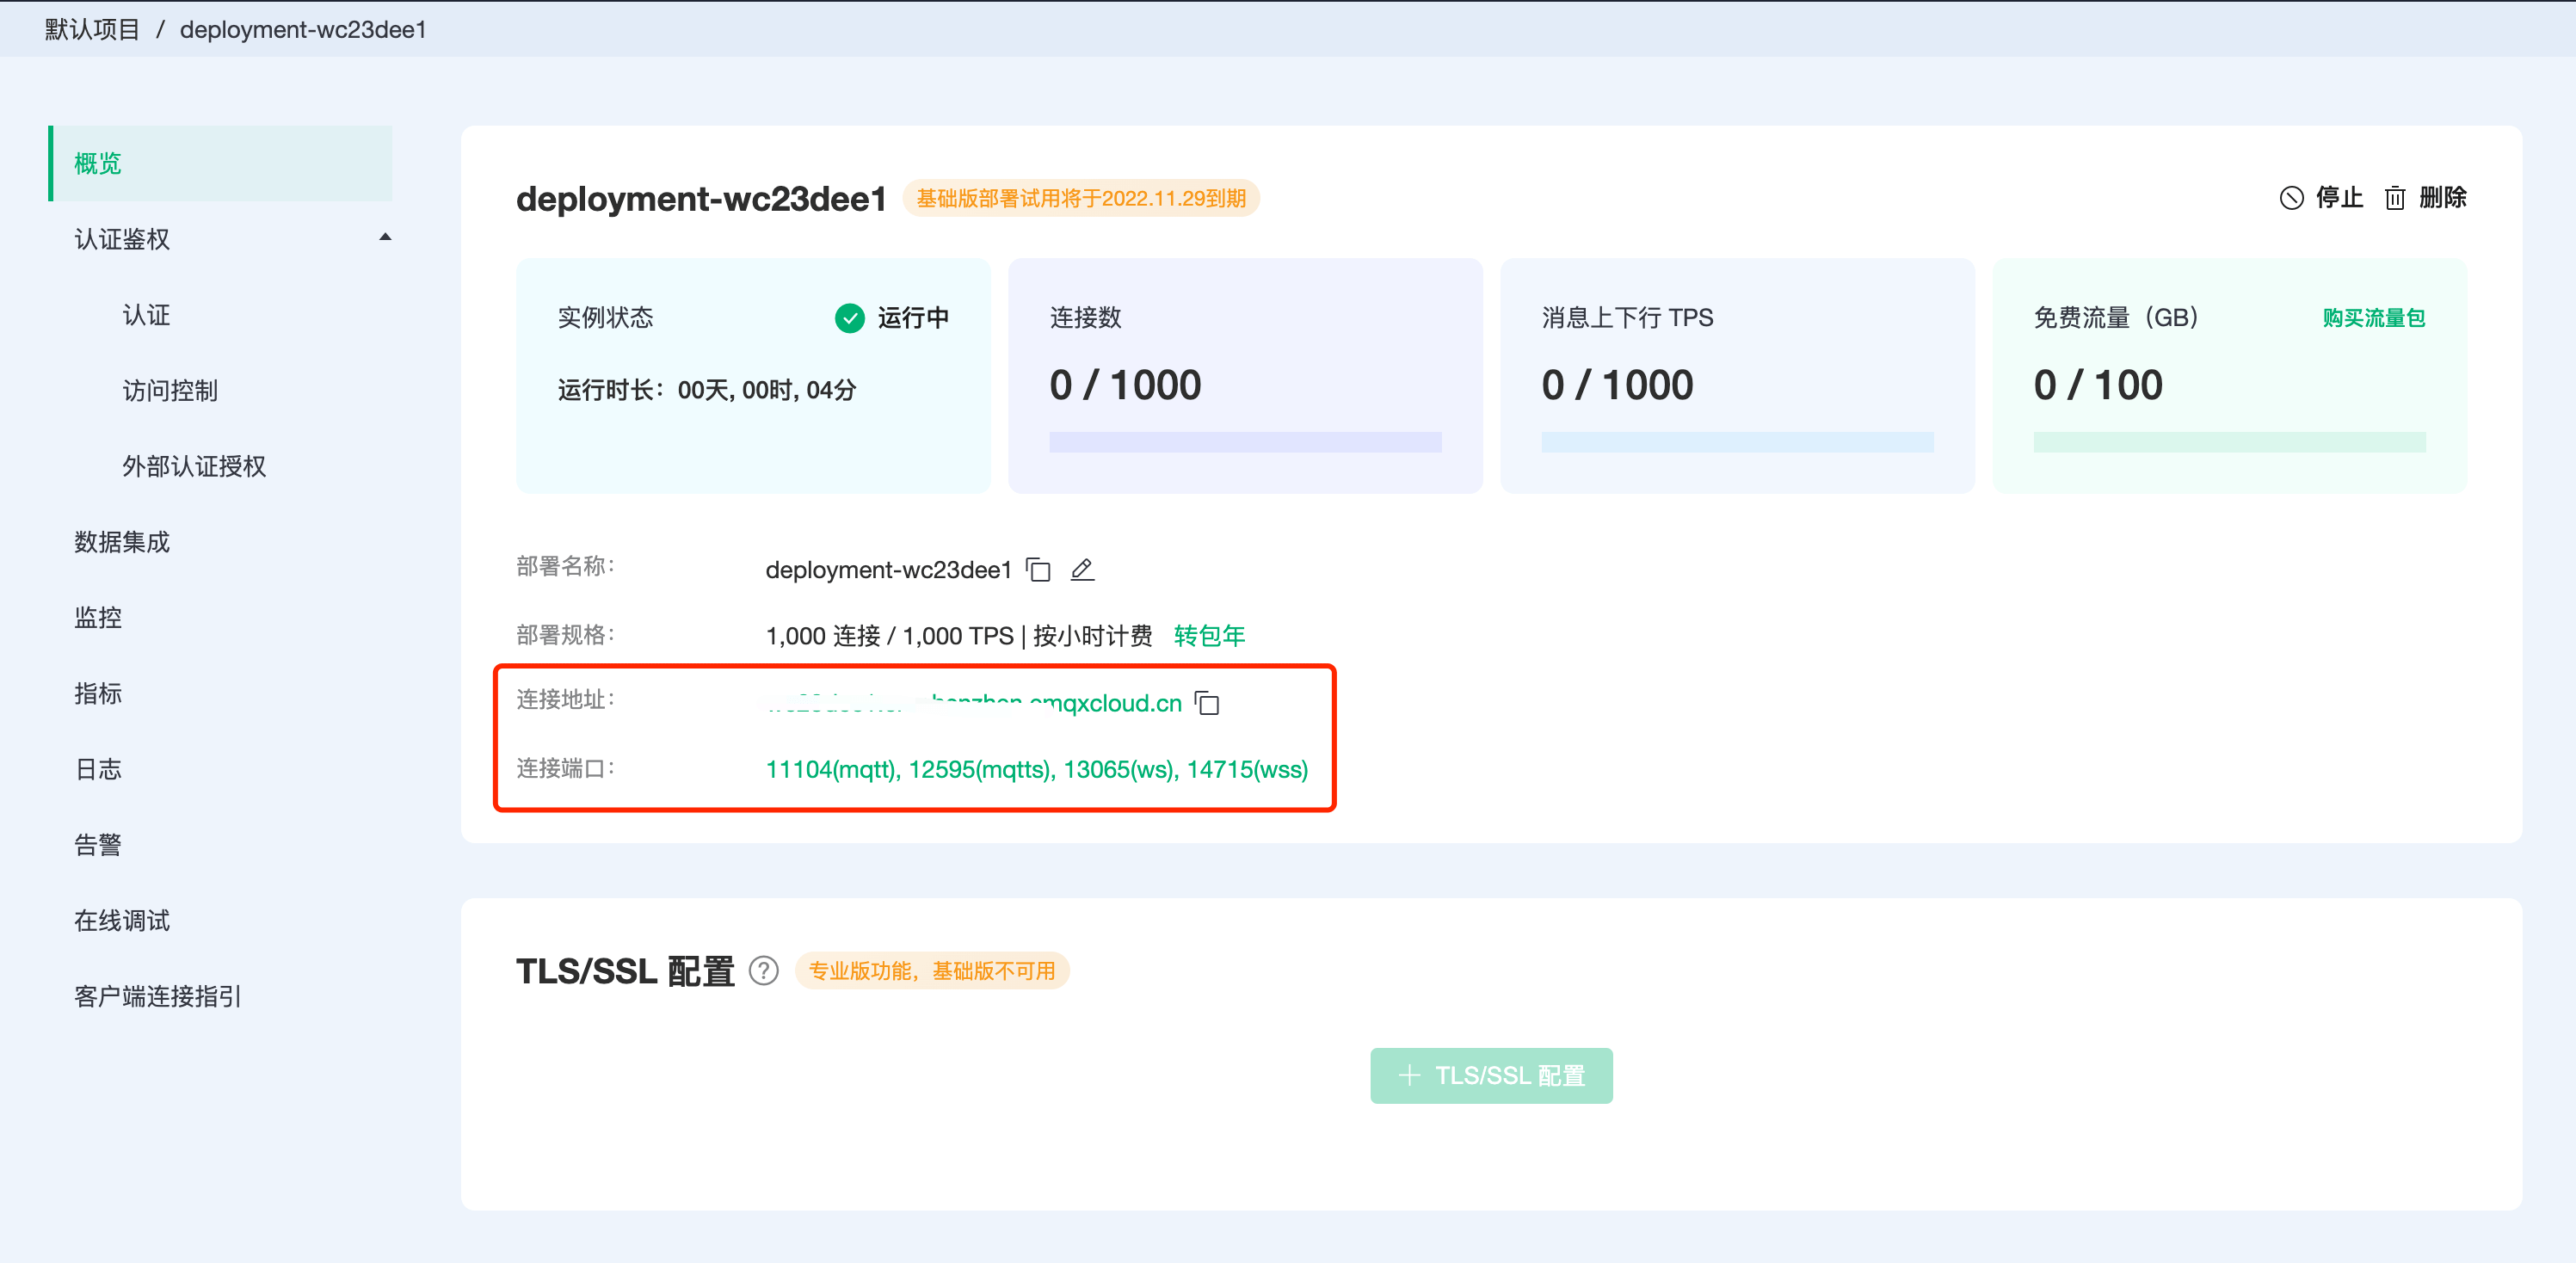 默认项目 / deployment-wc23dee1
概览
认证鉴权
认证
访问控制
外部认证授权
数据集成
监控
指标
日志
告警
在线调试
客户端连接指引
deployment-wc23dee1 基础版部署试用将于2022.11.29到期
停止 删除
实例状态 运行中
运行时长：00天, 00时, 04分
连接数
0 / 1000
消息上下行 TPS
0 / 1000
免费流量（GB） 购买流量包
0 / 100
部署名称： deployment-wc23dee1
部署规格： 1,000 连接 / 1,000 TPS | 按小时计费 转包年
连接地址： mqxcloud.cn
连接端口： 11104(mqtt), 12595(mqtts), 13065(ws), 14715(wss)
TLS/SSL 配置 ? 专业版功能，基础版不可用
+ TLS/SSL 配置